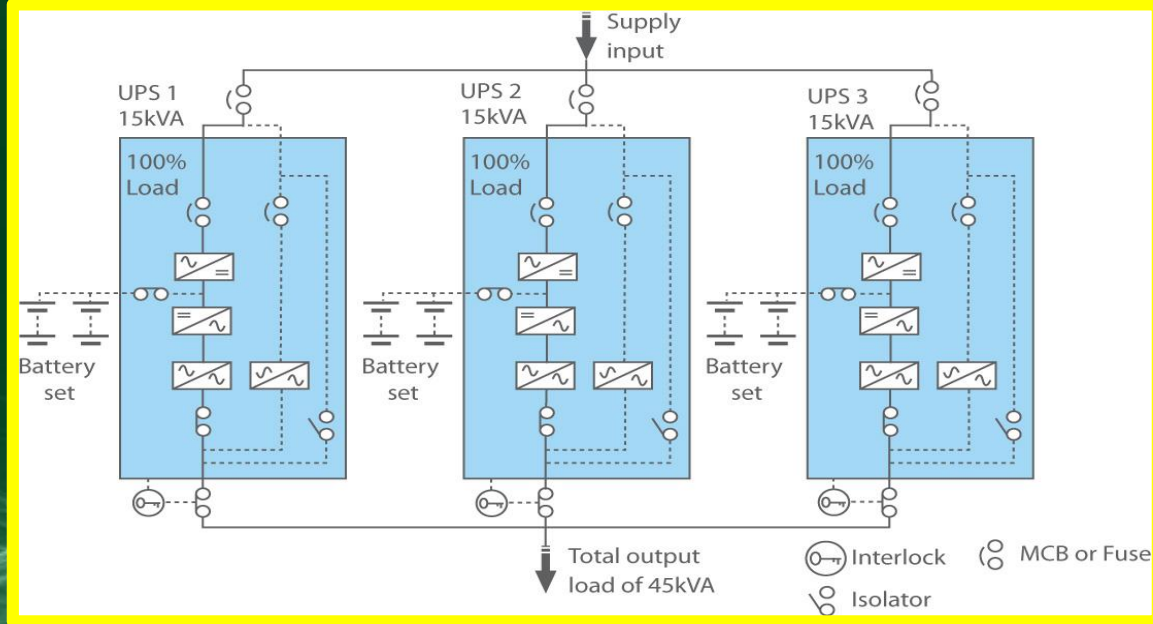 Supply
input
UPS 1
15kVA
UPS 2
15kVA
UPS 3
15kVA
100%
Load
100%
Load
100%
Load
Battery
set
Battery
set
Battery
set
Total output
load of 45kVA
Interlock
MCB or Fuse
Isolator